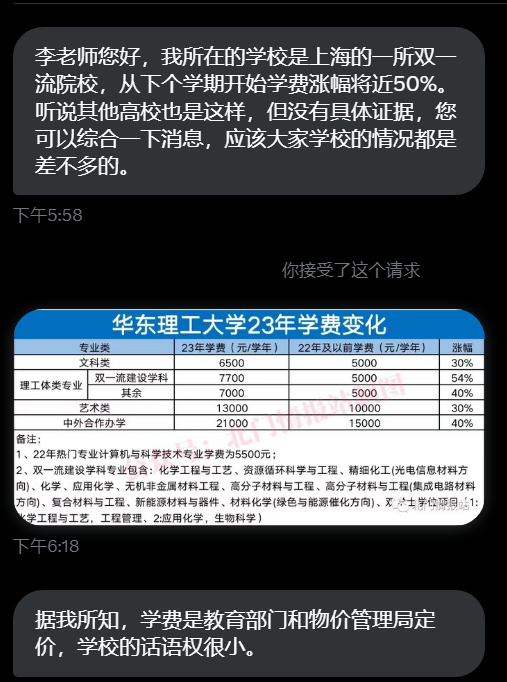 李老师您好，我所在的学校是上海的一所双一
流院校，从下个学期开始学费涨幅将近50%。
听说其他高校也是这样，但没有具体证据，您
可以综合一下消息，应该大家学校的情况都是
差不多的。
下午5:58
你接受了这个请求
华东理工大学23年学费变化
专业类 23年学费（元/学年） 22年及以前学费（元/学年） 涨幅
文科类 6500 5000 30%
理工体类专业 双一流建设学科 7700 5000 54%
其余 7000 5000 40%
艺术类 13000 10000 30%
中外合作办学 21000 15000 40%
备注：
1、22年热门专业计算机与科学技术专业学费为5500元；
2、双一流建设学科专业包含：化学工程与工艺、资源循环科学与工程、精细化工(光电信息材料方
向)、化学、应用化学、无机非金属材料工程、高分子材料与工程、高分子材料与工程(集成电路材料
方向)、复合材料与工程、新能源材料与器件、材料化学(绿色与能源催化方向)、双学士学位项目（1:
化学工程与工艺，工程管理、2:应用化学，生物科学）
北门情报站
下午6:18
据我所知，学费是教育部门和物价管理局定
价，学校的话语权很小。